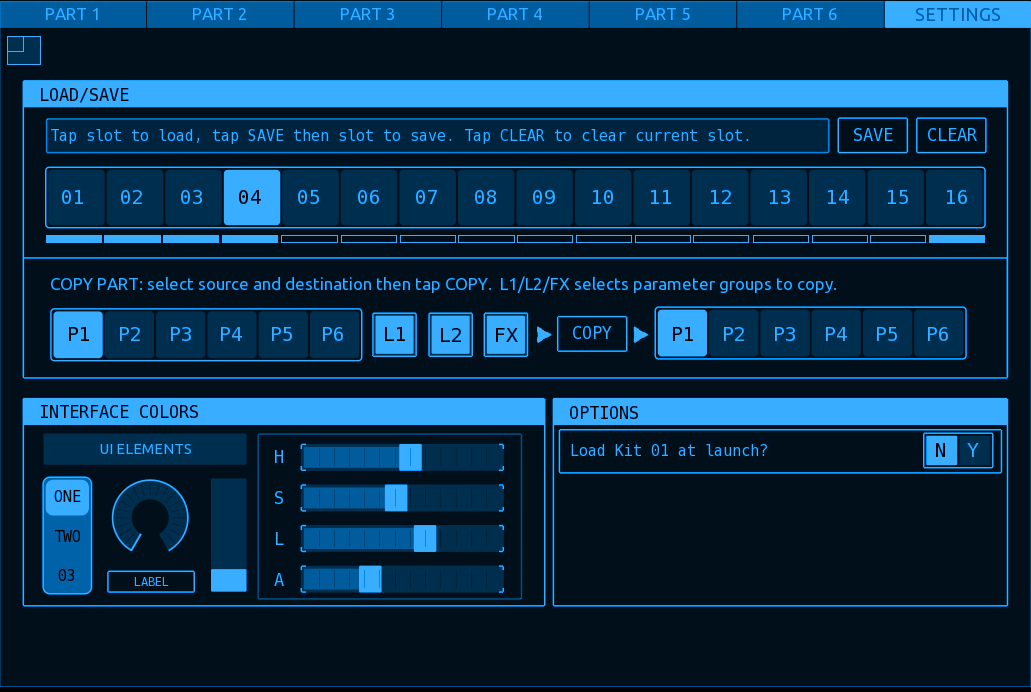 PART 1 PART 2 PART 3 PART 4 PART 5 PART 6 SETTINGS
LOAD/SAVE
Tap slot to load, tap SAVE then slot to save. Tap CLEAR to clear current slot. SAVE CLEAR
01 02 03 04 05 06 07 08 09 10 11 12 13 14 15 16
COPY PART: select source and destination then tap COPY. L1/L2/FX selects parameter groups to copy.
P1 P2 P3 P4 P5 P6 L1 L2 FX COPY P1 P2 P3 P4 P5 P6
INTERFACE COLORS
UI ELEMENTS
ONE
TWO
03
LABEL
H
S
L
A
OPTIONS
Load Kit 01 at launch? N Y